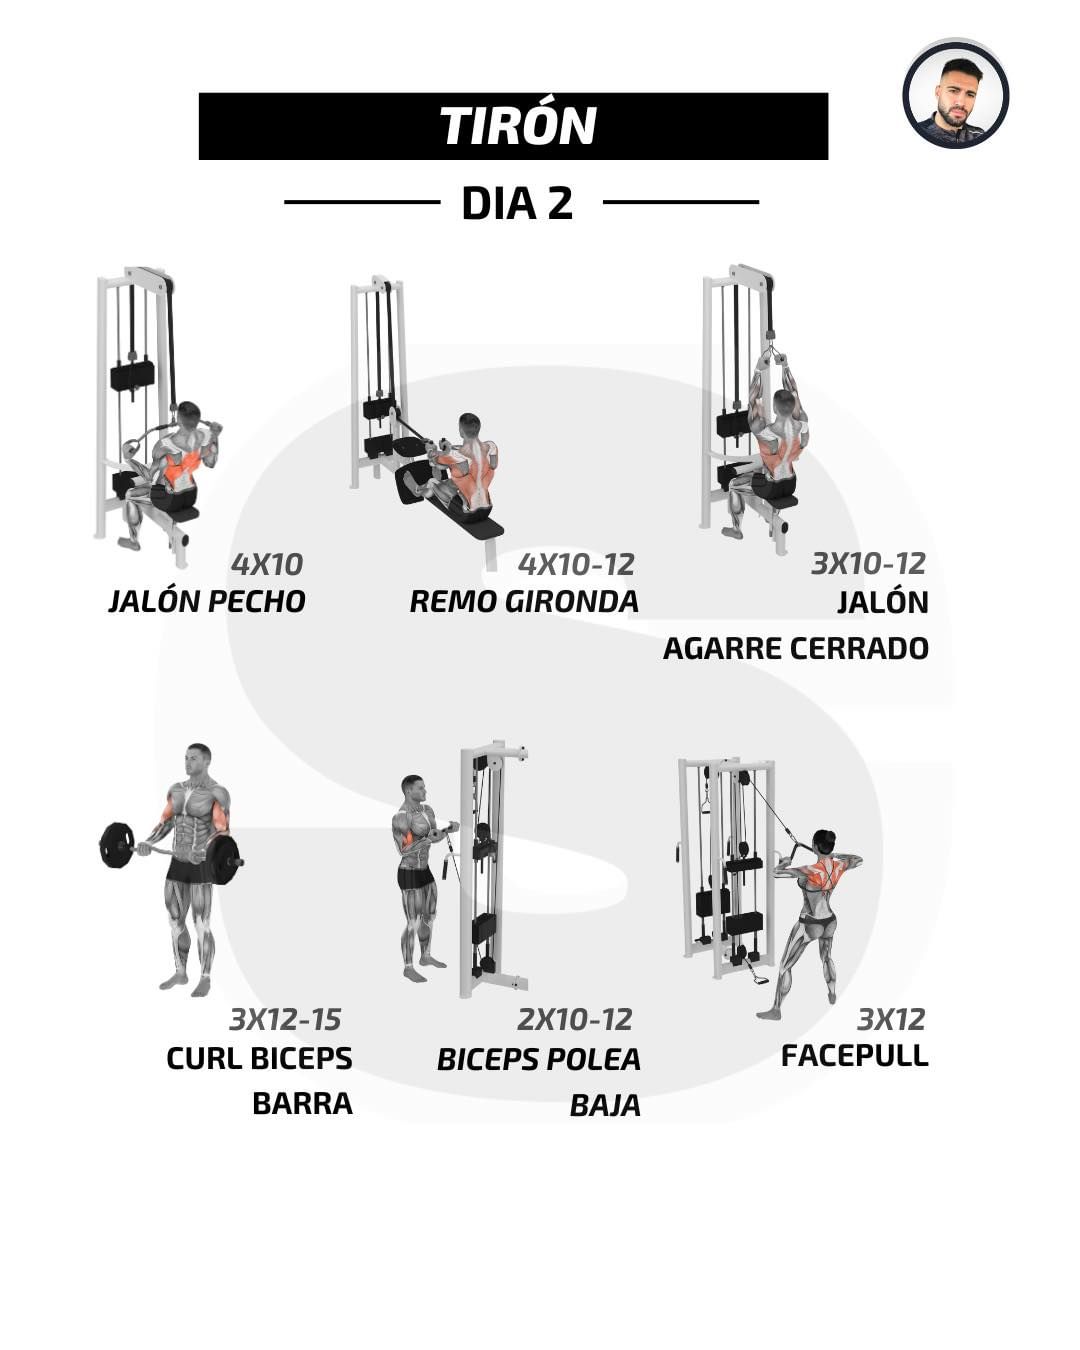 TIRÓN
DIA 2
4X10
JALÓN PECHO
4X10-12
REMO GIRONDA
3X10-12
JALÓN
AGARRE CERRADO
3X12-15
CURL BICEPS
BARRA
2X10-12
BICEPS POLEA
BAJA
3X12
FACEPULL